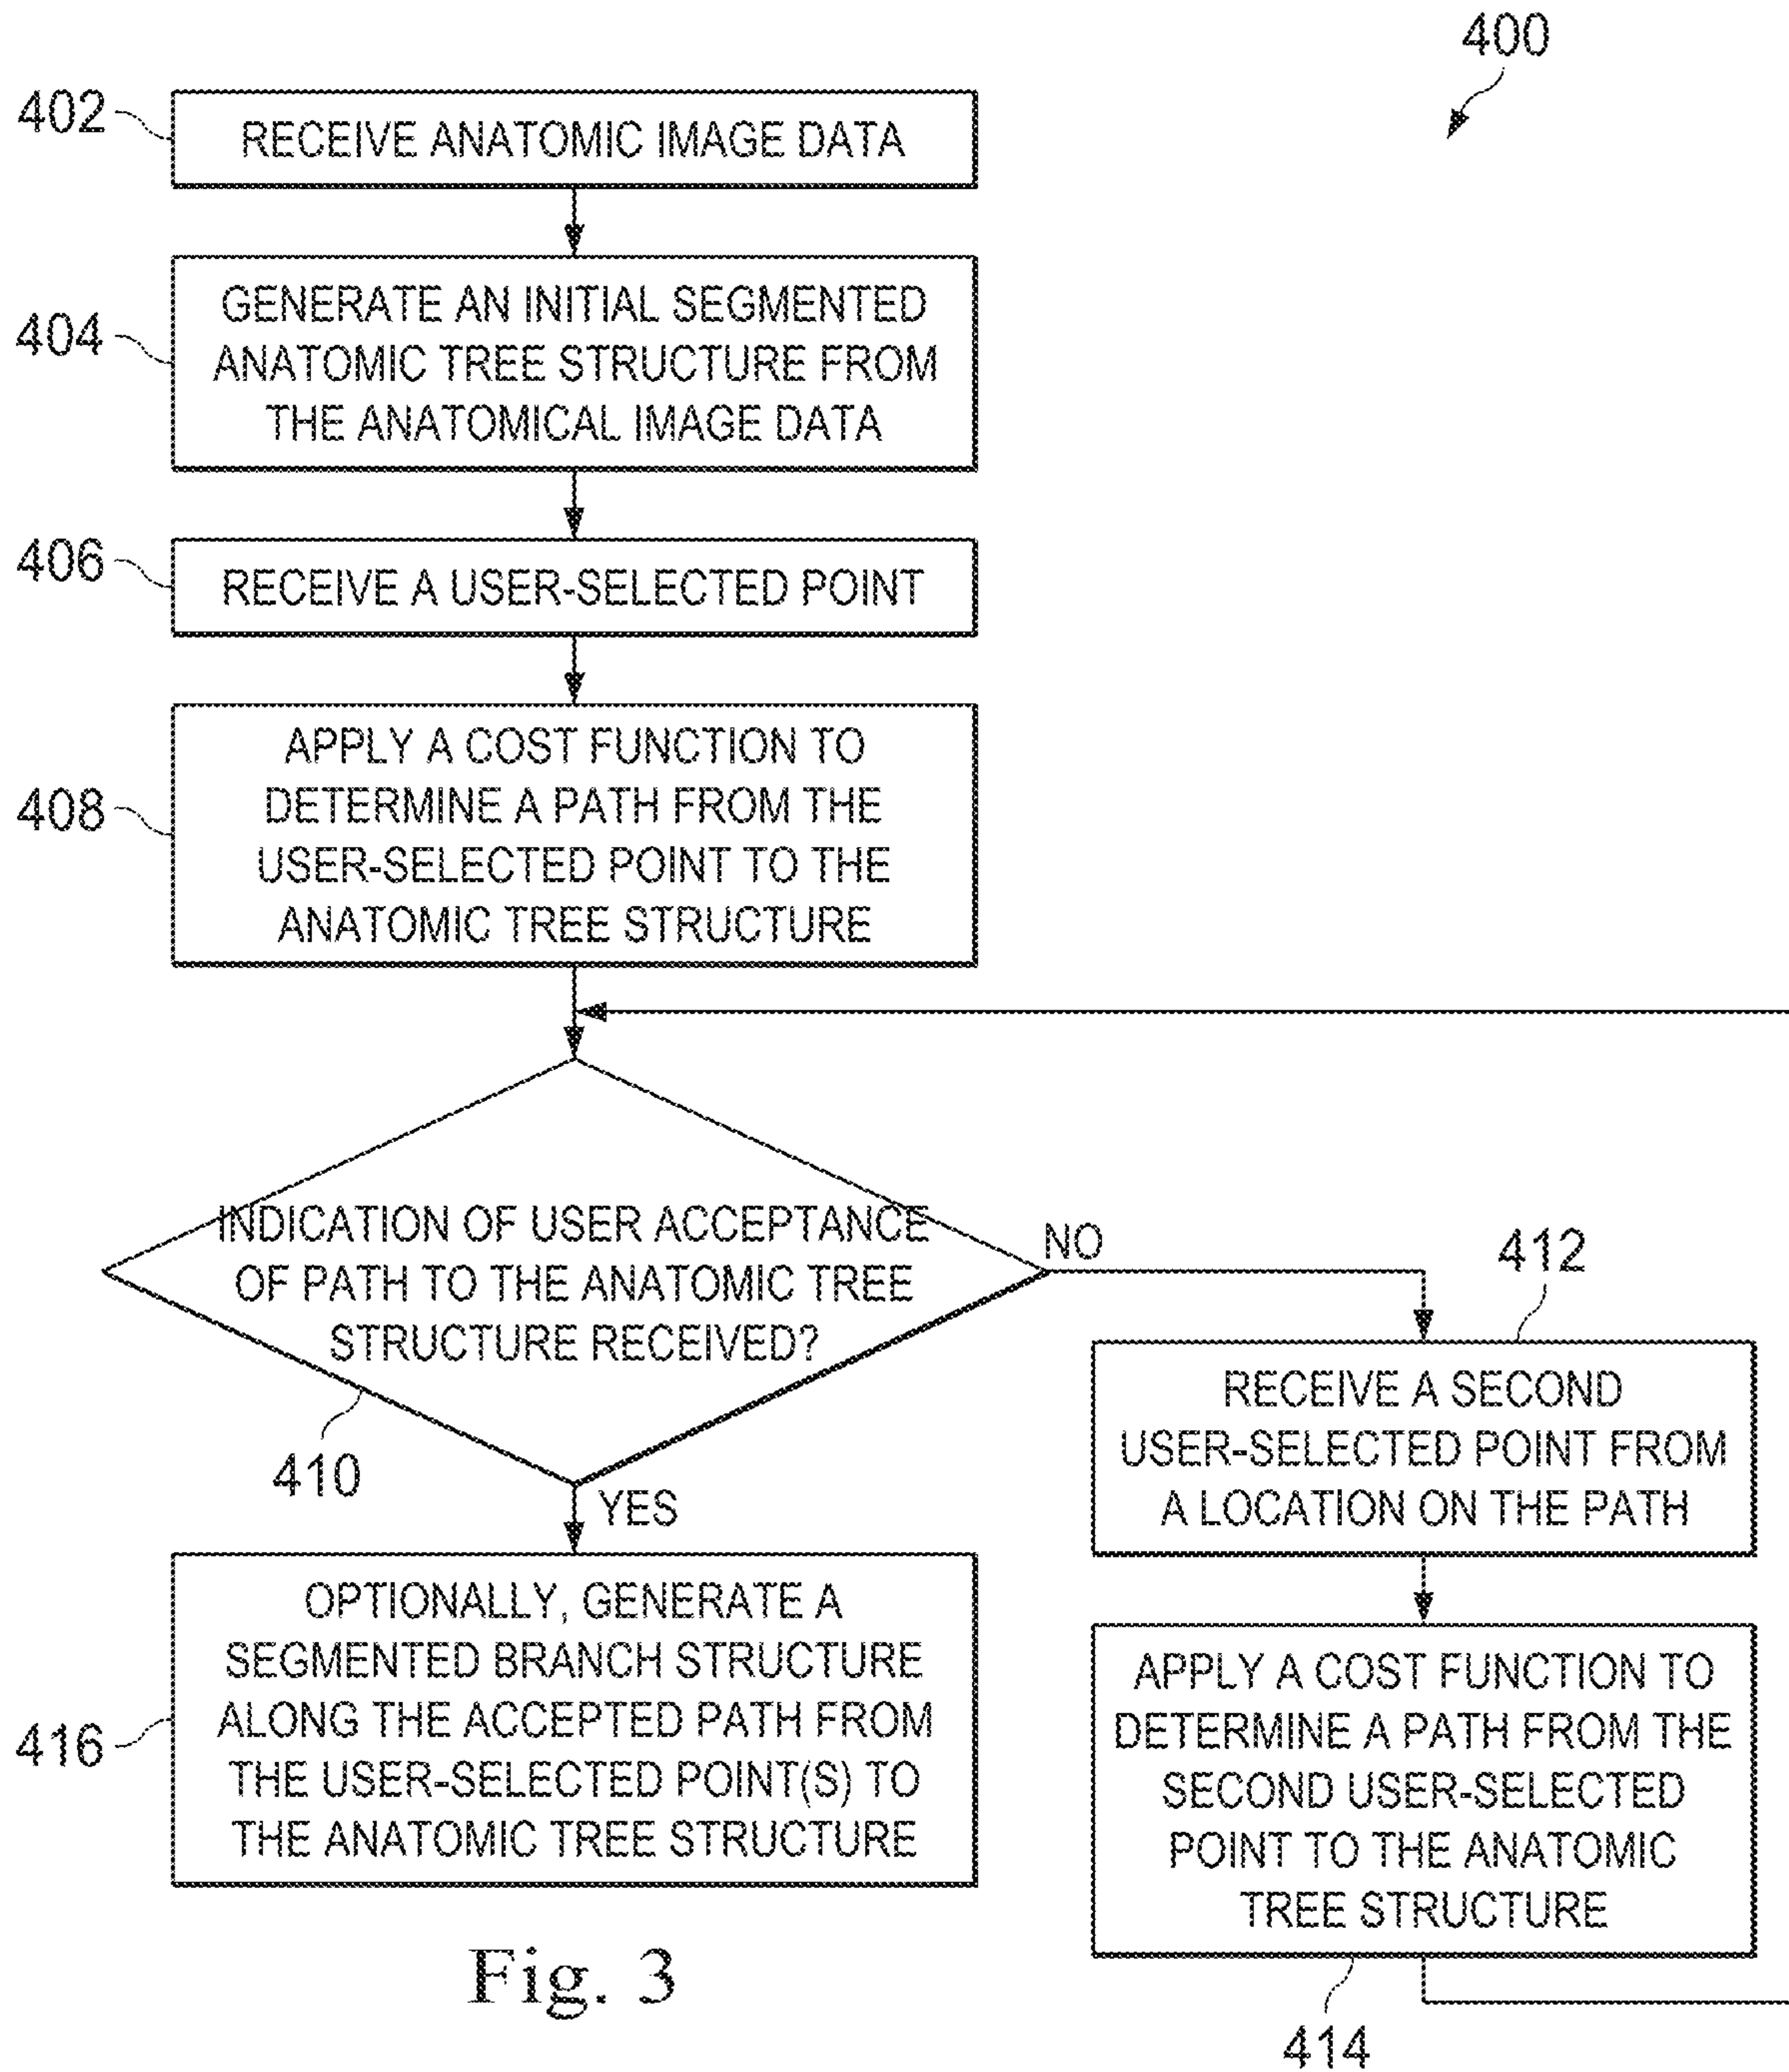 400
402
RECEIVE ANATOMIC IMAGE DATA
404
GENERATE AN INITIAL SEGMENTED
ANATOMIC TREE STRUCTURE FROM
THE ANATOMICAL IMAGE DATA
406
RECEIVE A USER-SELECTED POINT
408
APPLY A COST FUNCTION TO
DETERMINE A PATH FROM THE
USER-SELECTED POINT TO THE
ANATOMIC TREE STRUCTURE
INDICATION OF USER ACCEPTANCE
OF PATH TO THE ANATOMIC TREE
STRUCTURE RECEIVED?
410
NO
YES
412
RECEIVE A SECOND
USER-SELECTED POINT FROM
A LOCATION ON THE PATH
APPLY A COST FUNCTION TO
DETERMINE A PATH FROM THE
SECOND USER-SELECTED
POINT TO THE ANATOMIC
TREE STRUCTURE
414
416
OPTIONALLY, GENERATE A
SEGMENTED BRANCH STRUCTURE
ALONG THE ACCEPTED PATH FROM
THE USER-SELECTED POINT(S) TO
THE ANATOMIC TREE STRUCTURE
Fig. 3